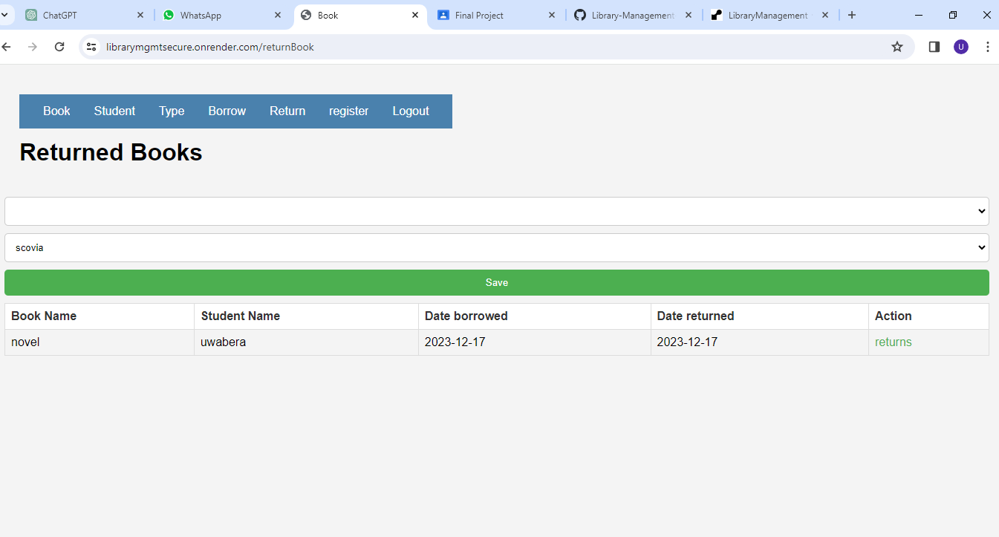 ChatGPT WhatsApp Book Final Project Library-Management LibraryManagement
librarymgmtsecure.onrender.com/returnBook U
Book Student Type Borrow Return register Logout
Returned Books
scovia
Save
Book Name Student Name Date borrowed Date returned Action
novel uwabera 2023-12-17 2023-12-17 returns